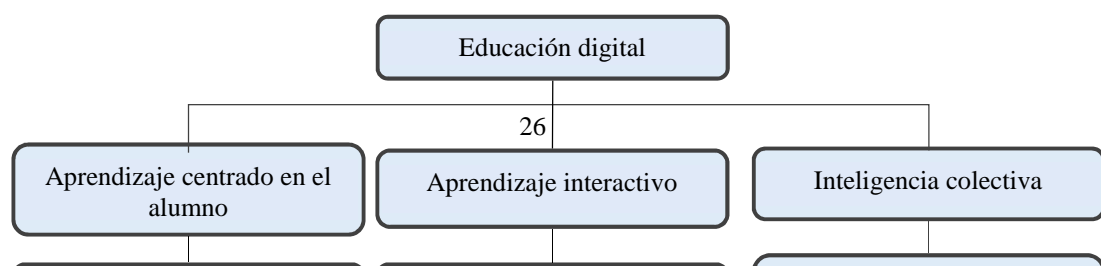 Educación digital
26
Aprendizaje centrado en el
alumno
Aprendizaje interactivo
Inteligencia colectiva